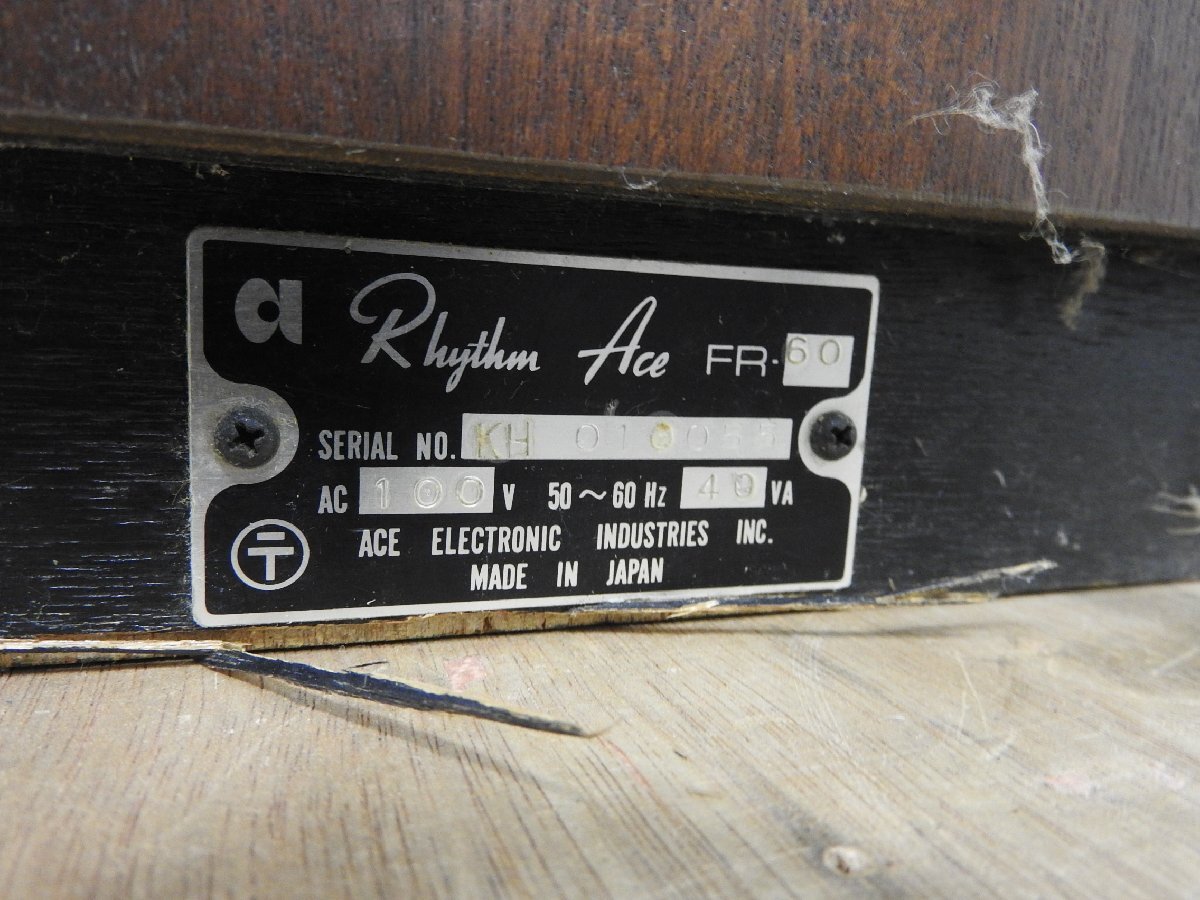 a Rhythm Ace FR-60
SERIAL NO. KH 010055
AC 100 V 50～60 Hz 40 VA
ACE ELECTRONIC INDUSTRIES INC.
MADE IN JAPAN